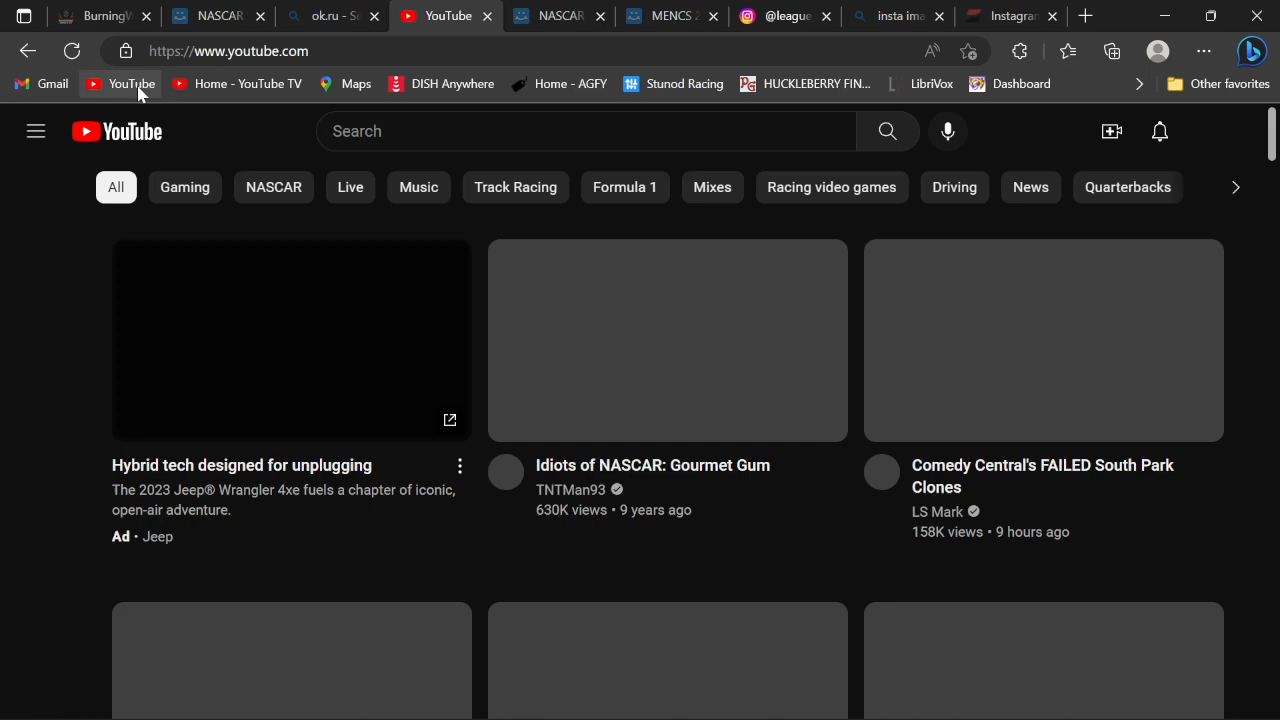 BurningW NASCAR ok.ru - Se YouTube NASCAR MENCS 2 @league insta ima Instagram
https://www.youtube.com
Gmail YouTube Home - YouTube TV Maps DISH Anywhere Home - AGFY Stunod Racing HUCKLEBERRY FIN... LibriVox Dashboard Other favorites
YouTube Search
All Gaming NASCAR Live Music Track Racing Formula 1 Mixes Racing video games Driving News Quarterbacks
Hybrid tech designed for unplugging
The 2023 Jeep® Wrangler 4xe fuels a chapter of iconic,
open-air adventure.
Ad · Jeep
Idiots of NASCAR: Gourmet Gum
TNTMan93
630K views • 9 years ago
Comedy Central's FAILED South Park
Clones
LS Mark
158K views • 9 hours ago